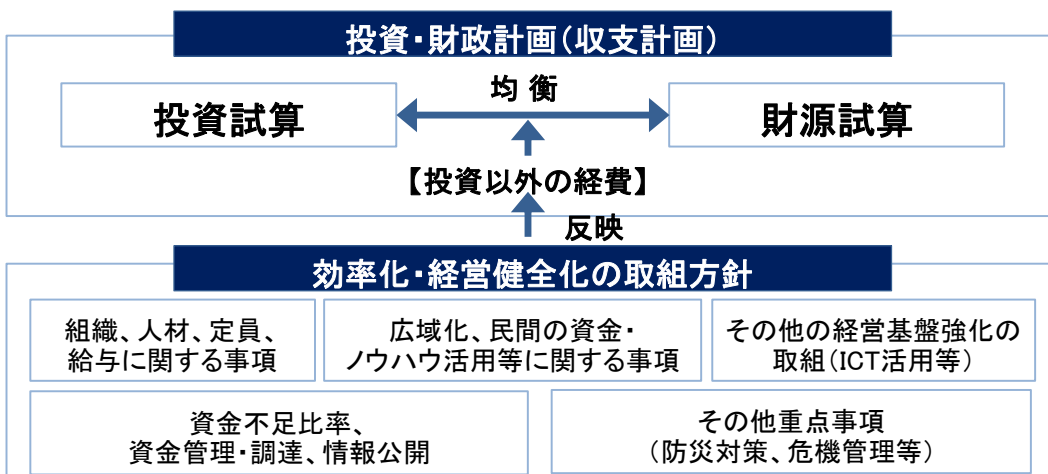 投資・財政計画(収支計画)
均 衡
投資試算
財源試算
【投資以外の経費】
反映
効率化・経営健全化の取組方針
組織、人材、定員、
給与に関する事項
広域化、民間の資金・
ノウハウ活用等に関する事項
その他の経営基盤強化の
取組(ICT活用等)
資金不足比率、
資金管理・調達、情報公開
その他重点事項
(防災対策、危機管理等)